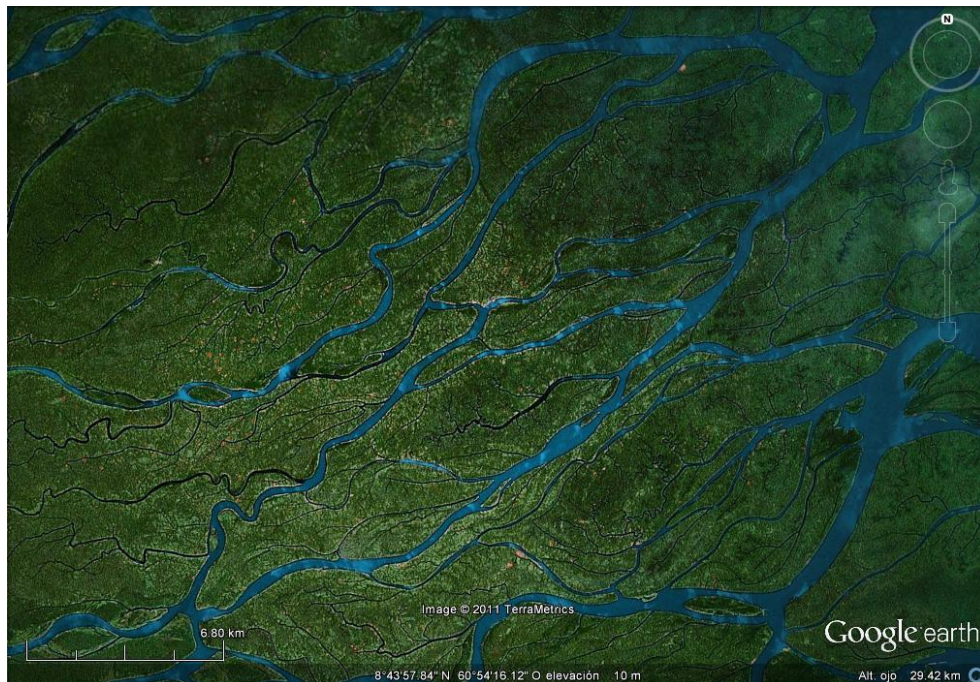 N
Image © 2011 TerraMetrics
6.80 km
Google earth
8°43'57.84" N 60°54'16.12" O elevación 10 m
Alt. ojo 29.42 km